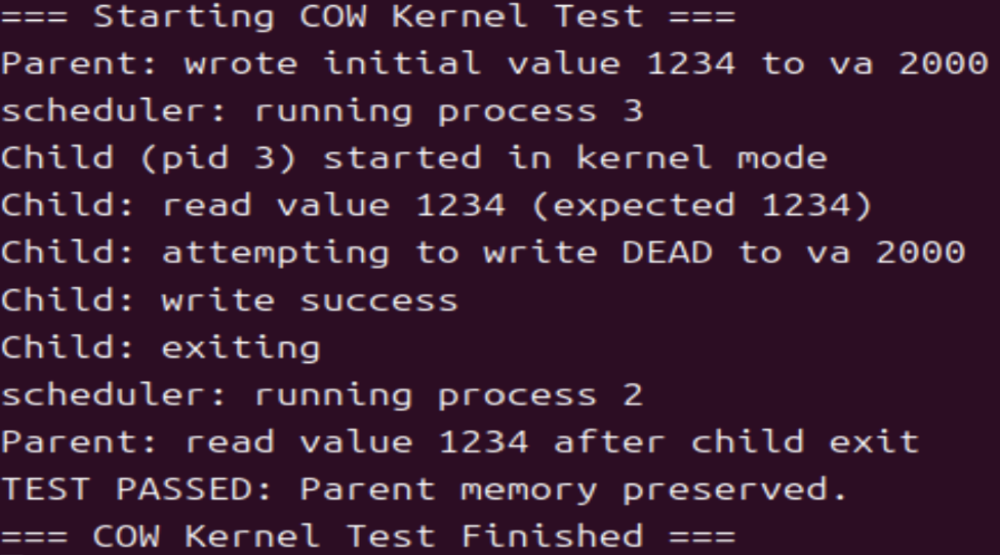 === Starting COW Kernel Test ===
Parent: wrote initial value 1234 to va 2000
scheduler: running process 3
Child (pid 3) started in kernel mode
Child: read value 1234 (expected 1234)
Child: attempting to write DEAD to va 2000
Child: write success
Child: exiting
scheduler: running process 2
Parent: read value 1234 after child exit
TEST PASSED: Parent memory preserved.
=== COW Kernel Test Finished ===